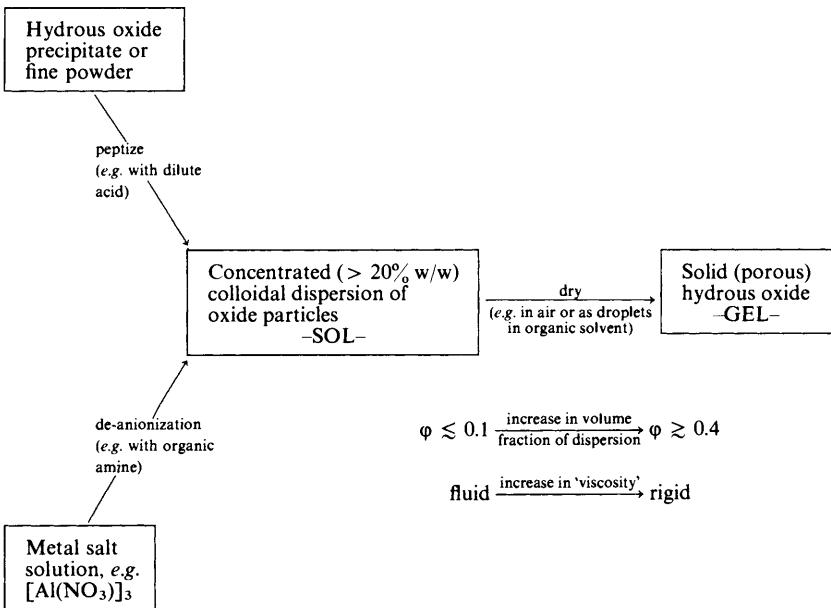 Hydrous oxide
precipitate or
fine powder
peptize
(e.g. with dilute
acid)
Concentrated (> 20% w/w)
colloidal dispersion of
oxide particles
–SOL–
dry
(e.g. in air or as droplets
in organic solvent)
Solid (porous)
hydrous oxide
–GEL–
de-anionization
(e.g. with organic
amine)
φ ≲ 0.1 increase in volume fraction of dispersion φ ≳ 0.4
fluid increase in 'viscosity' rigid
Metal salt
solution, e.g.
[Al(NO₃)]₃